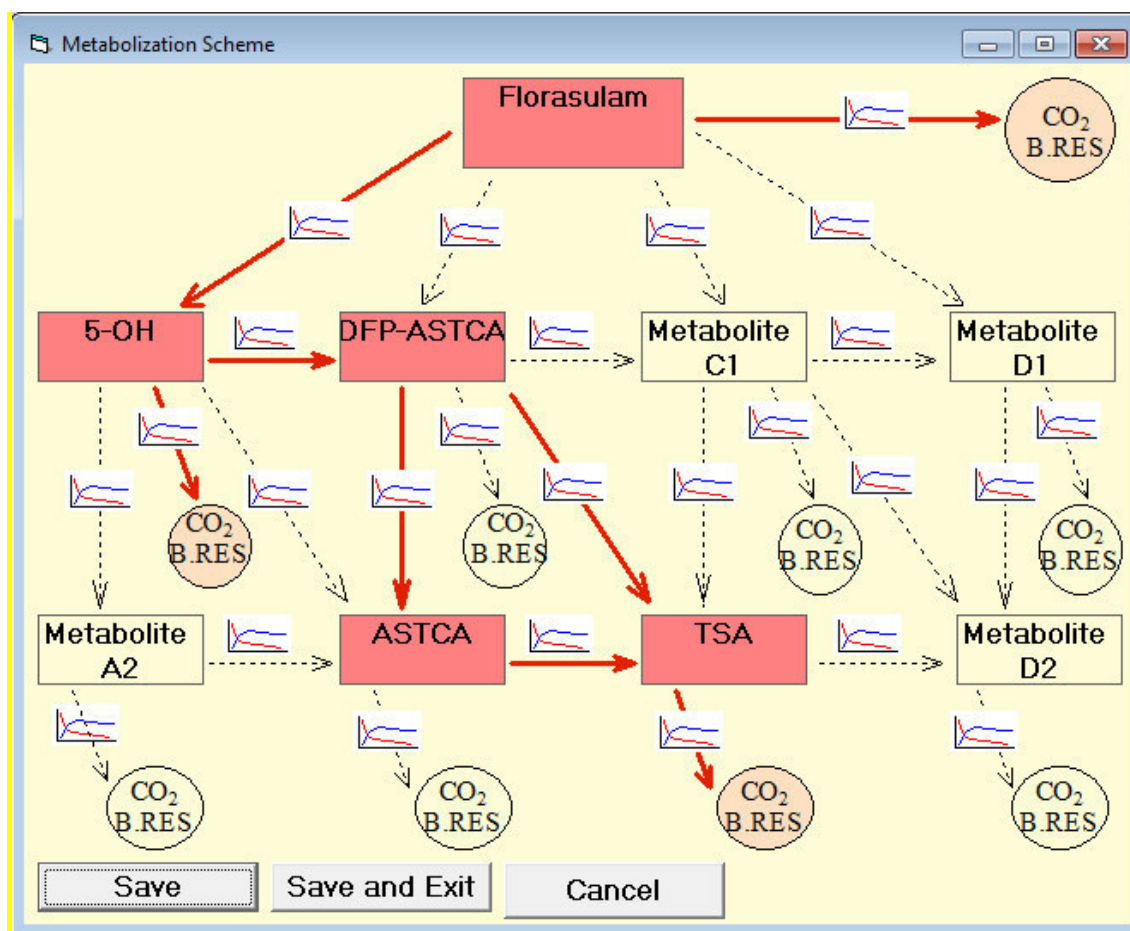 Metabolization Scheme
Florasulam
CO₂
B.RES
5-OH
DFP-ASTCA
Metabolite
C1
Metabolite
D1
CO₂
B.RES
CO₂
B.RES
CO₂
B.RES
CO₂
B.RES
Metabolite
A2
ASTCA
TSA
Metabolite
D2
CO₂
B.RES
CO₂
B.RES
CO₂
B.RES
CO₂
B.RES
Save
Save and Exit
Cancel